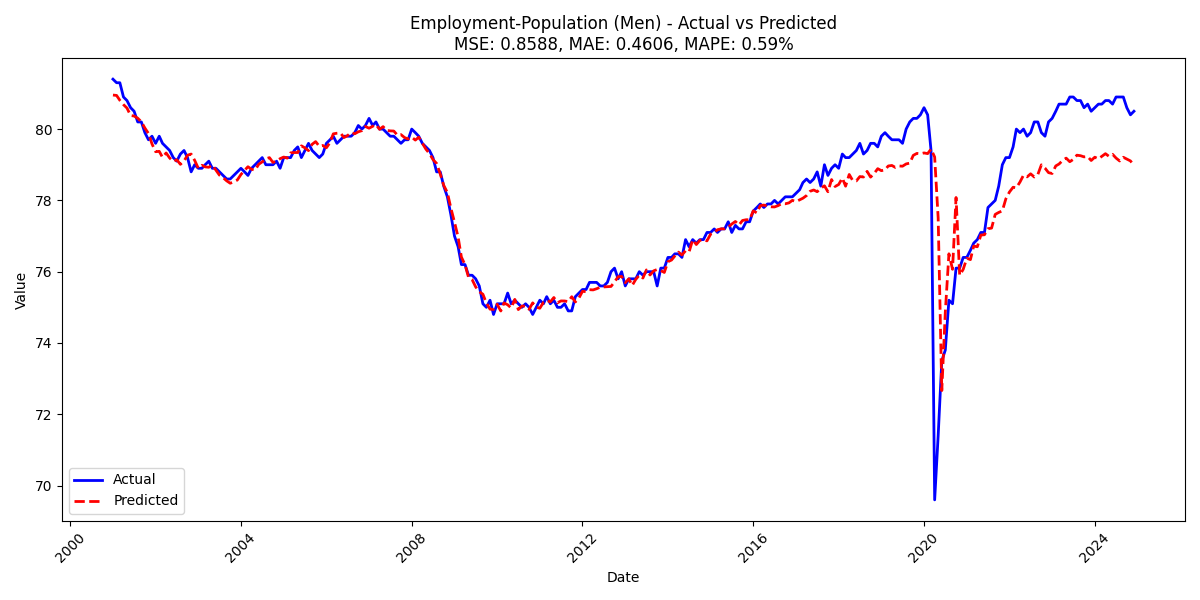 Employment-Population (Men) - Actual vs Predicted
MSE: 0.8588, MAE: 0.4606, MAPE: 0.59%
Value
80
78
76
74
72
70
Actual
Predicted
2000
2004
2008
2012
2016
2020
2024
Date